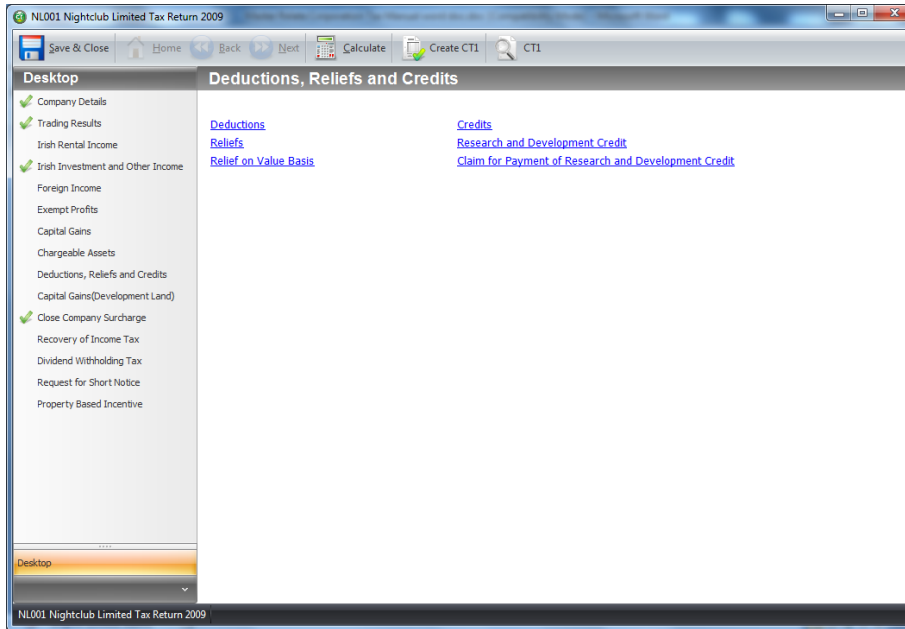 NL001 Nightclub Limited Tax Return 2009
Save & Close Home Back Next Calculate Create CT1 CT1
Desktop
Deductions, Reliefs and Credits
Company Details
Trading Results
Irish Rental Income
Irish Investment and Other Income
Foreign Income
Exempt Profits
Capital Gains
Chargeable Assets
Deductions, Reliefs and Credits
Capital Gains(Development Land)
Close Company Surcharge
Recovery of Income Tax
Dividend Withholding Tax
Request for Short Notice
Property Based Incentive
Deductions
Reliefs
Relief on Value Basis
Credits
Research and Development Credit
Claim for Payment of Research and Development Credit
Desktop
NL001 Nightclub Limited Tax Return 2009